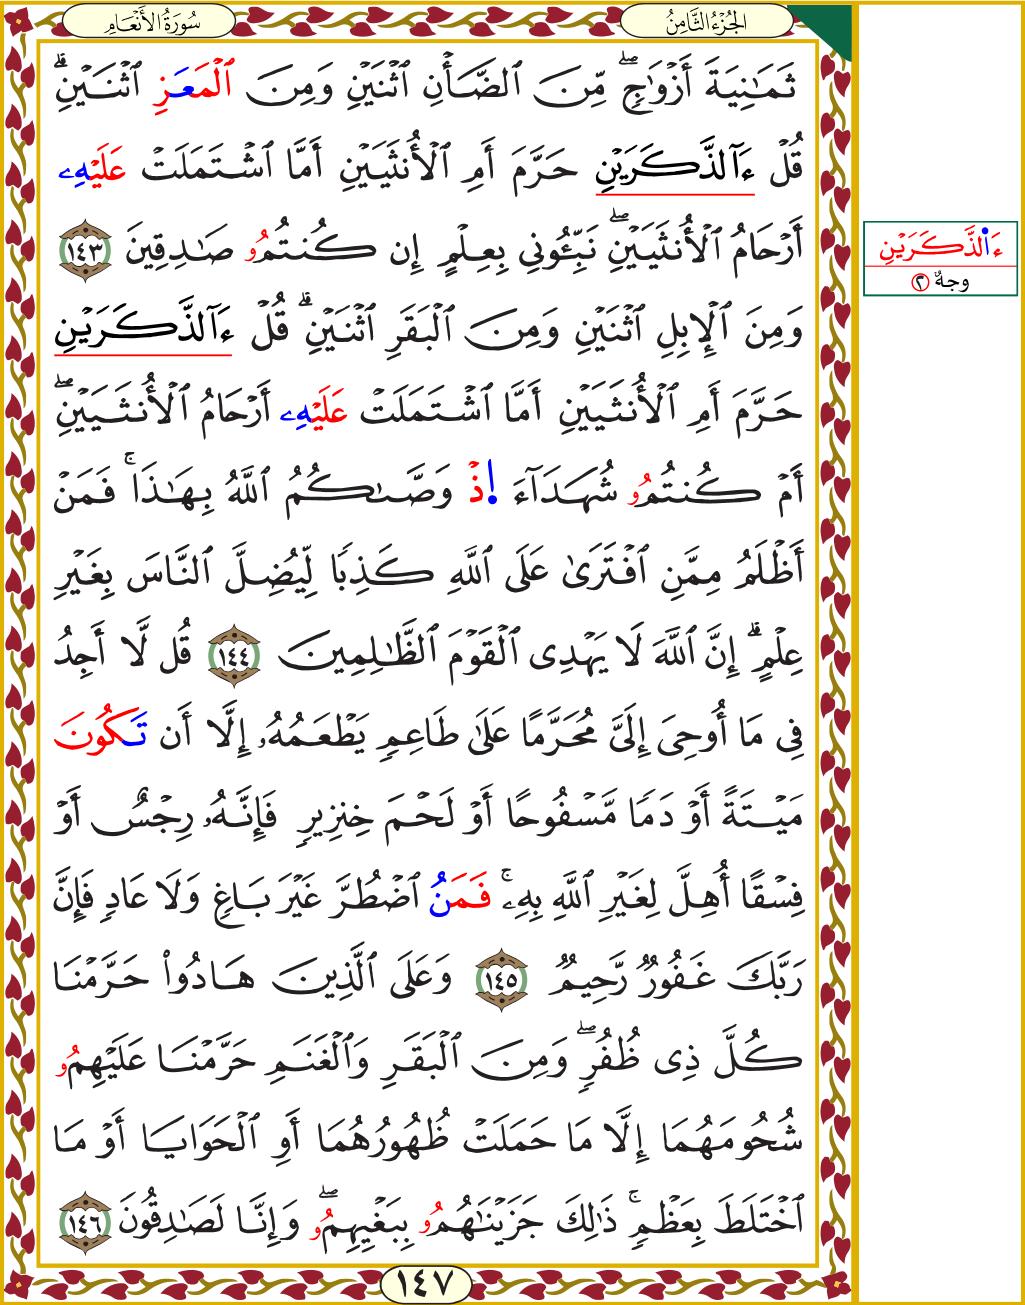 الجُزْءُ الثَّامِنُ
سُورَةُ الأَنْعَامِ
ثَمَٰنِيَةَ أَزْوَٰجٍۖ مِّنَ ٱلضَّأْنِ ٱثْنَيْنِ وَمِنَ ٱلْمَعَزِ ٱثْنَيْنِۗ
قُلْ ءَآلذَّكَرَيْنِ حَرَّمَ أَمِ ٱلْأُنثَيَيْنِ أَمَّا ٱشْتَمَلَتْ عَلَيْهِۦ
أَرْحَامُ ٱلْأُنثَيَيْنِۖ نَبِّـُٔونِى بِعِلْمٍ إِن كُنتُمُۥ صَٰدِقِينَ ١٤٣
وَمِنَ ٱلْإِبِلِ ٱثْنَيْنِ وَمِنَ ٱلْبَقَرِ ٱثْنَيْنِۗ قُلْ ءَآلذَّكَرَيْنِ
حَرَّمَ أَمِ ٱلْأُنثَيَيْنِ أَمَّا ٱشْتَمَلَتْ عَلَيْهِۦ أَرْحَامُ ٱلْأُنثَيَيْنِۖ
أَمْ كُنتُمُۥ شُهَدَآءَ اِ۪ذْ وَصَّىٰكُمُ ٱللَّهُ بِهَٰذَاۚ فَمَنْ
أَظْلَمُ مِمَّنِ ٱفْتَرَىٰ عَلَى ٱللَّهِ كَذِبًا لِّيُضِلَّ ٱلنَّاسَ بِغَيْرِ
عِلْمٍۗ إِنَّ ٱللَّهَ لَا يَهْدِى ٱلْقَوْمَ ٱلظَّٰلِمِينَ ١٤٤ قُل لَّا أَجِدُ
فِى مَا أُوحِىَ إِلَىَّ مُحَرَّمًا عَلَىٰ طَاعِمٍ يَطْعَمُهُۥ إِلَّا أَن تَكُونَ
مَيْتَةً أَوْ دَمًا مَّسْفُوحًا أَوْ لَحْمَ خِنزِيرٍ فَإِنَّهُۥ رِجْسٌ أَوْ
فِسْقًا أُهِلَّ لِغَيْرِ ٱللَّهِ بِهِۦۚ فَمَنُ ٱضْطُرَّ غَيْرَ بَاغٍ وَلَا عَادٍ فَإِنَّ
رَبَّكَ غَفُورٌ رَّحِيمٌ ١٤٥ وَعَلَى ٱلَّذِينَ هَادُوا۟ حَرَّمْنَا
كُلَّ ذِى ظُفُرٍۖ وَمِنَ ٱلْبَقَرِ وَٱلْغَنَمِ حَرَّمْنَا عَلَيْهِمُۥ
شُحُومَهُمَا إِلَّا مَا حَمَلَتْ ظُهُورُهُمَا أَوِ ٱلْحَوَايَا أَوْ مَا
ٱخْتَلَطَ بِعَظْمٍۚ ذَٰلِكَ جَزَيْنَٰهُمُۥ بِبَغْيِهِمُۥۖ وَإِنَّا لَصَٰدِقُونَ ١٤٦
١٤٧
ءَا۬لذَّكَرَيْنِ
وجهٌ ٢